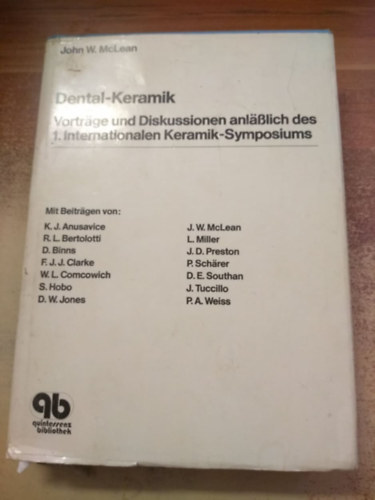 John W. McLean
Dental-Keramik
Vorträge und Diskussionen anläßlich des
1. Internationalen Keramik-Symposiums
Mit Beiträgen von:
K. J. Anusavice
R. L. Bertolotti
D. Binns
F. J. J. Clarke
W. L. Comcowich
S. Hobo
D. W. Jones
J. W. McLean
L. Miller
J. D. Preston
P. Schärer
D. E. Southan
J. Tuccillo
P. A. Weiss
qb
quintessenz
bibliothek